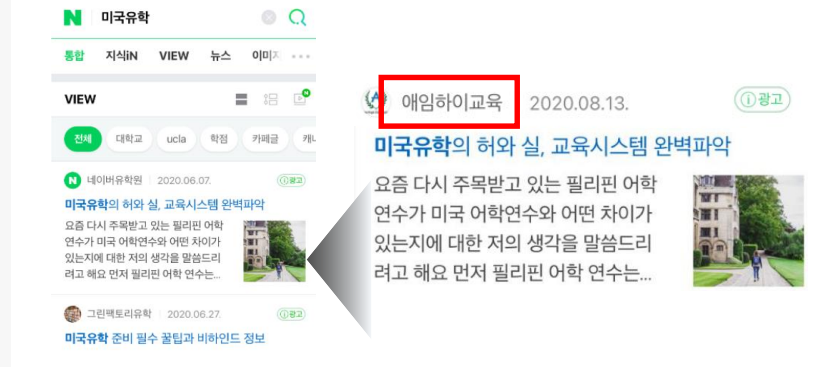 N 미국유학
통합 지식iN VIEW 뉴스 이미지
VIEW
전체 대학교 ucla 학점 카페글
N 네이버유학원 2020.06.07. 광고
미국유학의 허와 실, 교육시스템 완벽파악
요즘 다시 주목받고 있는 필리핀 어학
연수가 미국 어학연수와 어떤 차이가
있는지에 대한 저의 생각을 말씀드리
려고 해요 먼저 필리핀 어학 연수는...
그린팩토리유학 2020.06.27. 광고
미국유학 준비 필수 꿀팁과 비하인드 정보
애임하이교육 2020.08.13. 광고
미국유학의 허와 실, 교육시스템 완벽파악
요즘 다시 주목받고 있는 필리핀 어학
연수가 미국 어학연수와 어떤 차이가
있는지에 대한 저의 생각을 말씀드리
려고 해요 먼저 필리핀 어학 연수는...